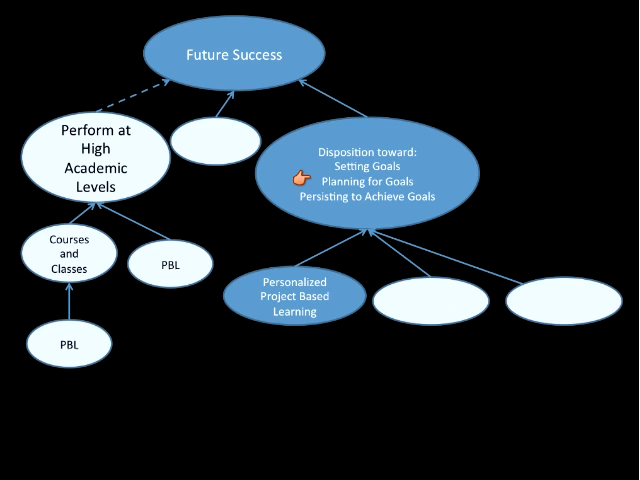 Future Success
Perform at
High
Academic
Levels
Disposition toward:
Setting Goals
Planning for Goals
Persisting to Achieve Goals
Courses
and
Classes
PBL
Personalized
Project Based
Learning
PBL